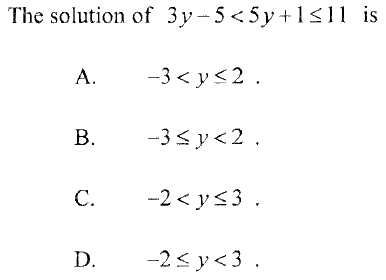 The solution of 3y−5<5y+1≤11 is
A. −3<y≤2 .
B. −3≤y<2 .
C. −2<y≤3 .
D. −2≤y<3 .